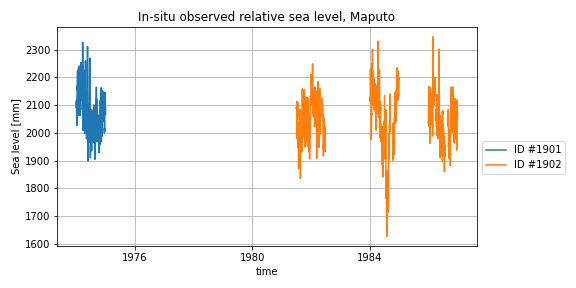 In-situ observed relative sea level, Maputo
Sea level [mm]
2300
2200
2100
2000
1900
1800
1700
1600
1976
1980
1984
time
ID #1901
ID #1902